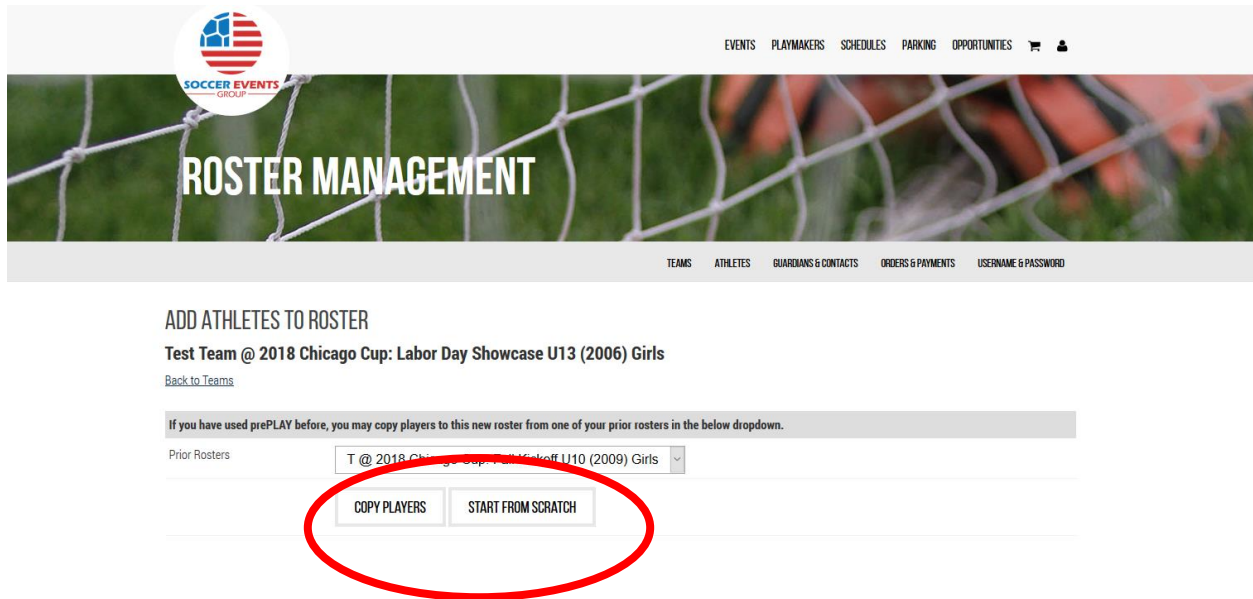 EVENTS PLAYMAKERS SCHEDULES PARKING OPPORTUNITIES
SOCCER EVENTS
GROUP
ROSTER MANAGEMENT
TEAMS ATHLETES GUARDIANS & CONTACTS ORDERS & PAYMENTS USERNAME & PASSWORD
ADD ATHLETES TO ROSTER
Test Team @ 2018 Chicago Cup: Labor Day Showcase U13 (2006) Girls
Back to Teams
If you have used prePLAY before, you may copy players to this new roster from one of your prior rosters in the below dropdown.
Prior Rosters T @ 2018 Chicago Cup: Fall Kickoff U10 (2009) Girls
COPY PLAYERS START FROM SCRATCH